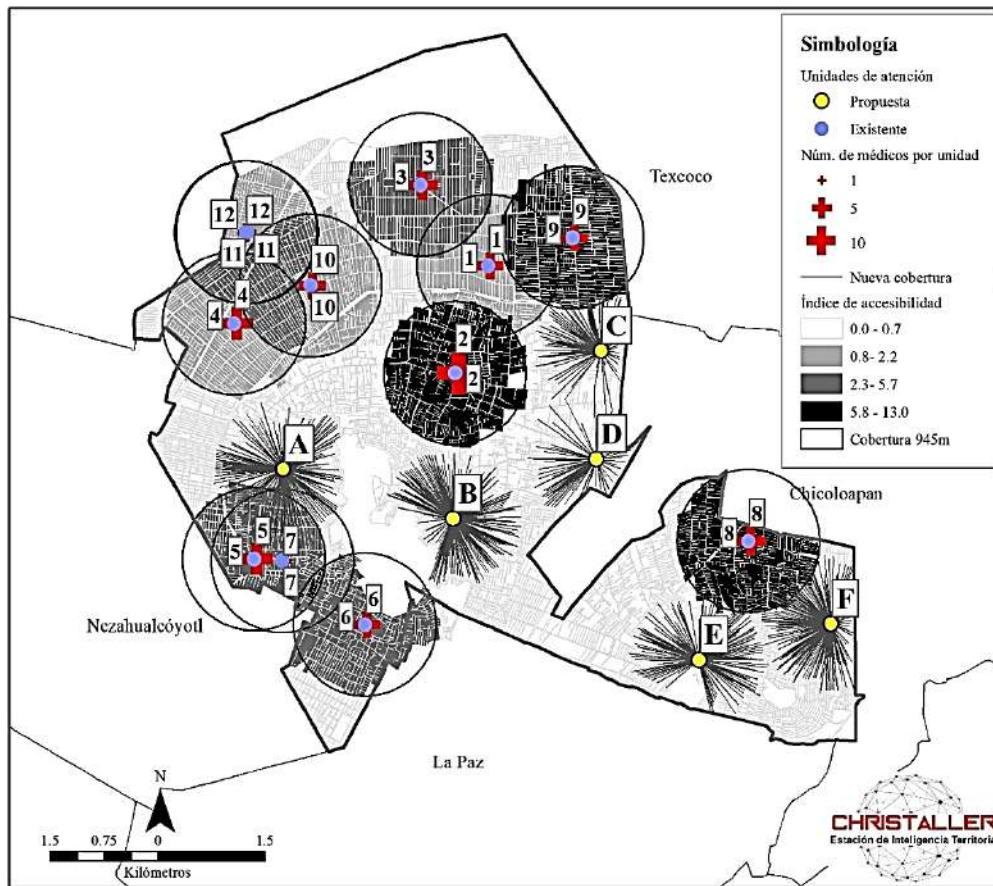 Simbología
Unidades de atención
Propuesta
Existente
Núm. de médicos por unidad
1
5
10
Nueva cobertura
Índice de accesibilidad
0.0 - 0.7
0.8- 2.2
2.3 - 5.7
5.8 - 13.0
Cobertura 945m
Texcoco
3
3
12
12
9
9
11
11
1
1
10
10
4
4
C
2
2
A
D
B
Chicoloapan
8
8
5
5
7
7
6
6
F
E
Nezahualcóyotl
La Paz
N
1.5 0.75 0 1.5
Kilómetros
CHRISTALLER
Estación de Inteligencia Territorial